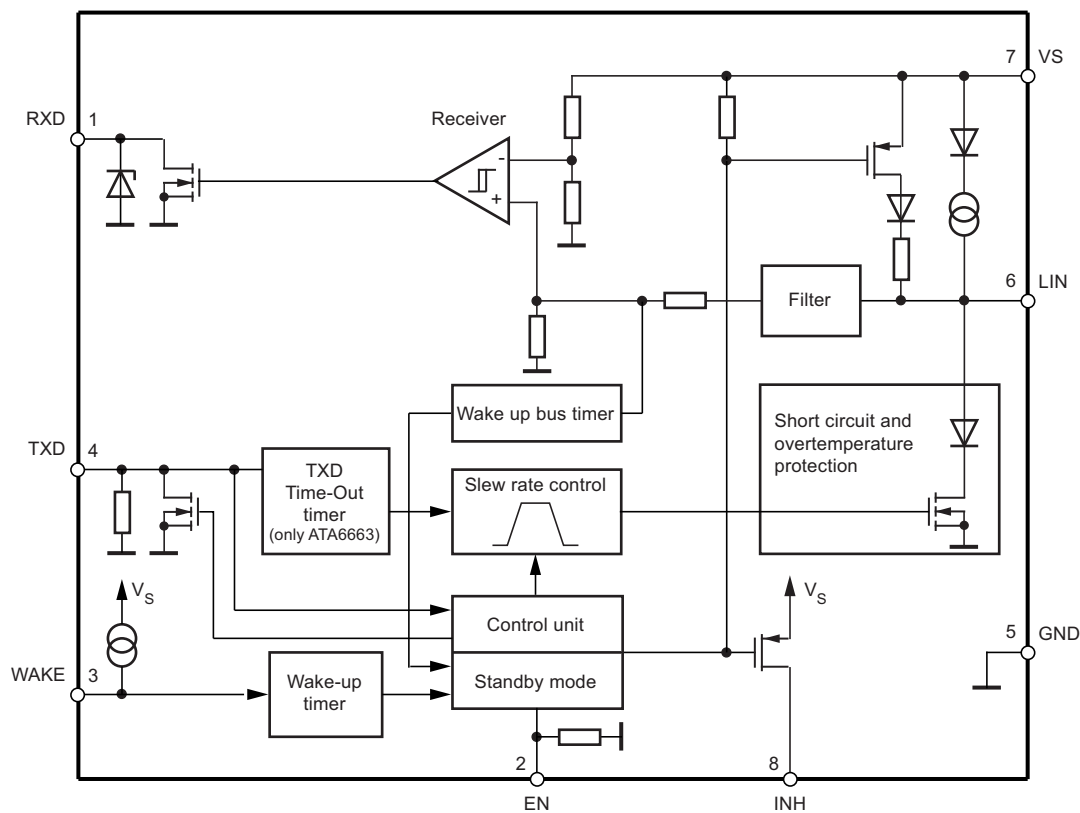 7
VS
RXD
1
Receiver
-
+
6
LIN
Filter
Wake up bus timer
Short circuit and
overtemperature
protection
TXD
4
TXD
Time-Out
timer
(only ATA6663)
Slew rate control
VS
VS
Control unit
5
GND
WAKE
3
Wake-up
timer
Standby mode
2
8
EN
INH